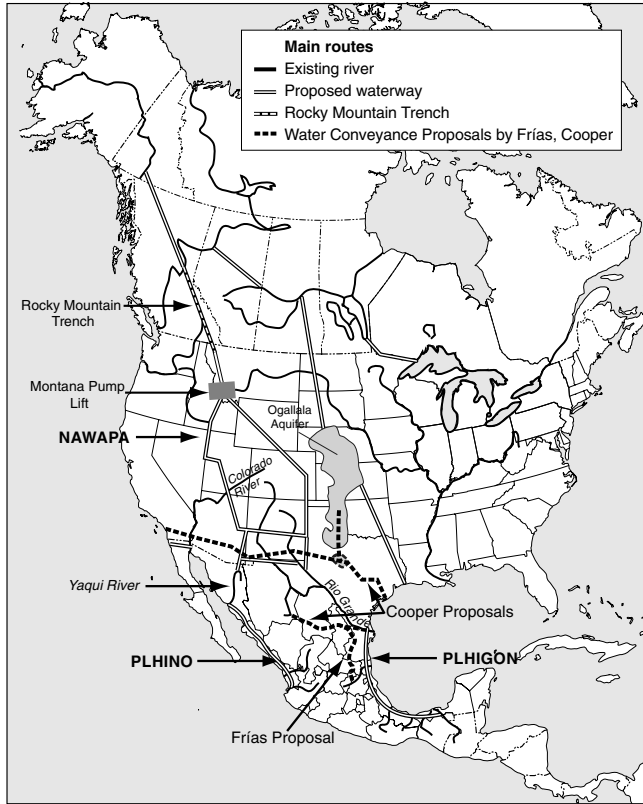 Main routes
Existing river
Proposed waterway
Rocky Mountain Trench
Water Conveyance Proposals by Frías, Cooper
Rocky Mountain
Trench
Montana Pump
Lift
Ogallala
Aquifer
NAWAPA
Colorado
River
Yaqui River
Rio Grande
Cooper Proposals
PLHINO
PLHIGON
Frías Proposal